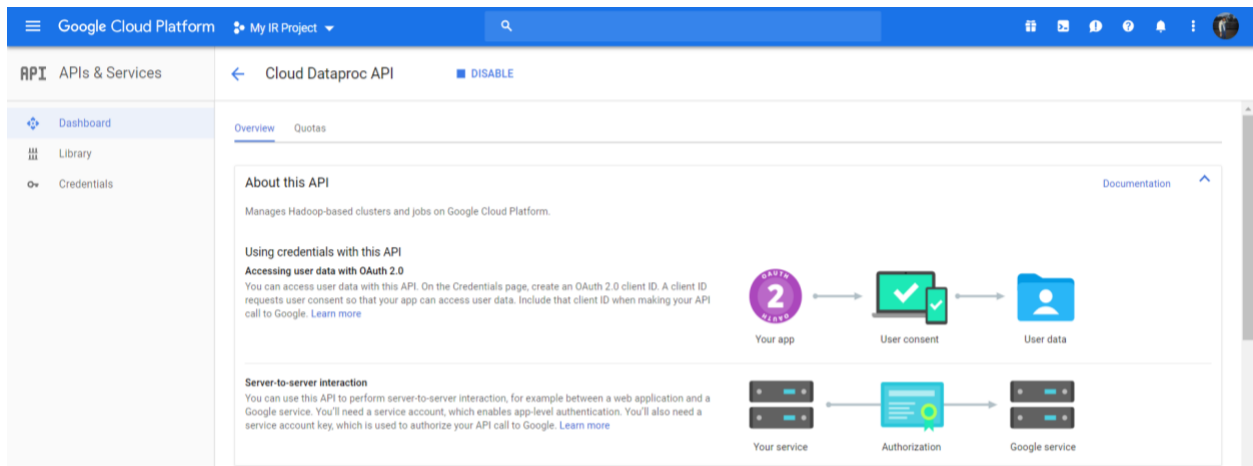 Google Cloud Platform My IR Project
API APIs & Services
Cloud Dataproc API DISABLE
Dashboard
Library
Credentials
Overview Quotas
About this API Documentation
Manages Hadoop-based clusters and jobs on Google Cloud Platform.
Using credentials with this API
Accessing user data with OAuth 2.0
You can access user data with this API. On the Credentials page, create an OAuth 2.0 client ID. A client ID
requests user consent so that your app can access user data. Include that client ID when making your API
call to Google. Learn more
OAUTH
2
OAUTH
Your app User consent User data
Server-to-server interaction
You can use this API to perform server-to-server interaction, for example between a web application and a
Google service. You'll need a service account, which enables app-level authentication. You'll also need a
service account key, which is used to authorize your API call to Google. Learn more
Your service Authorization Google service